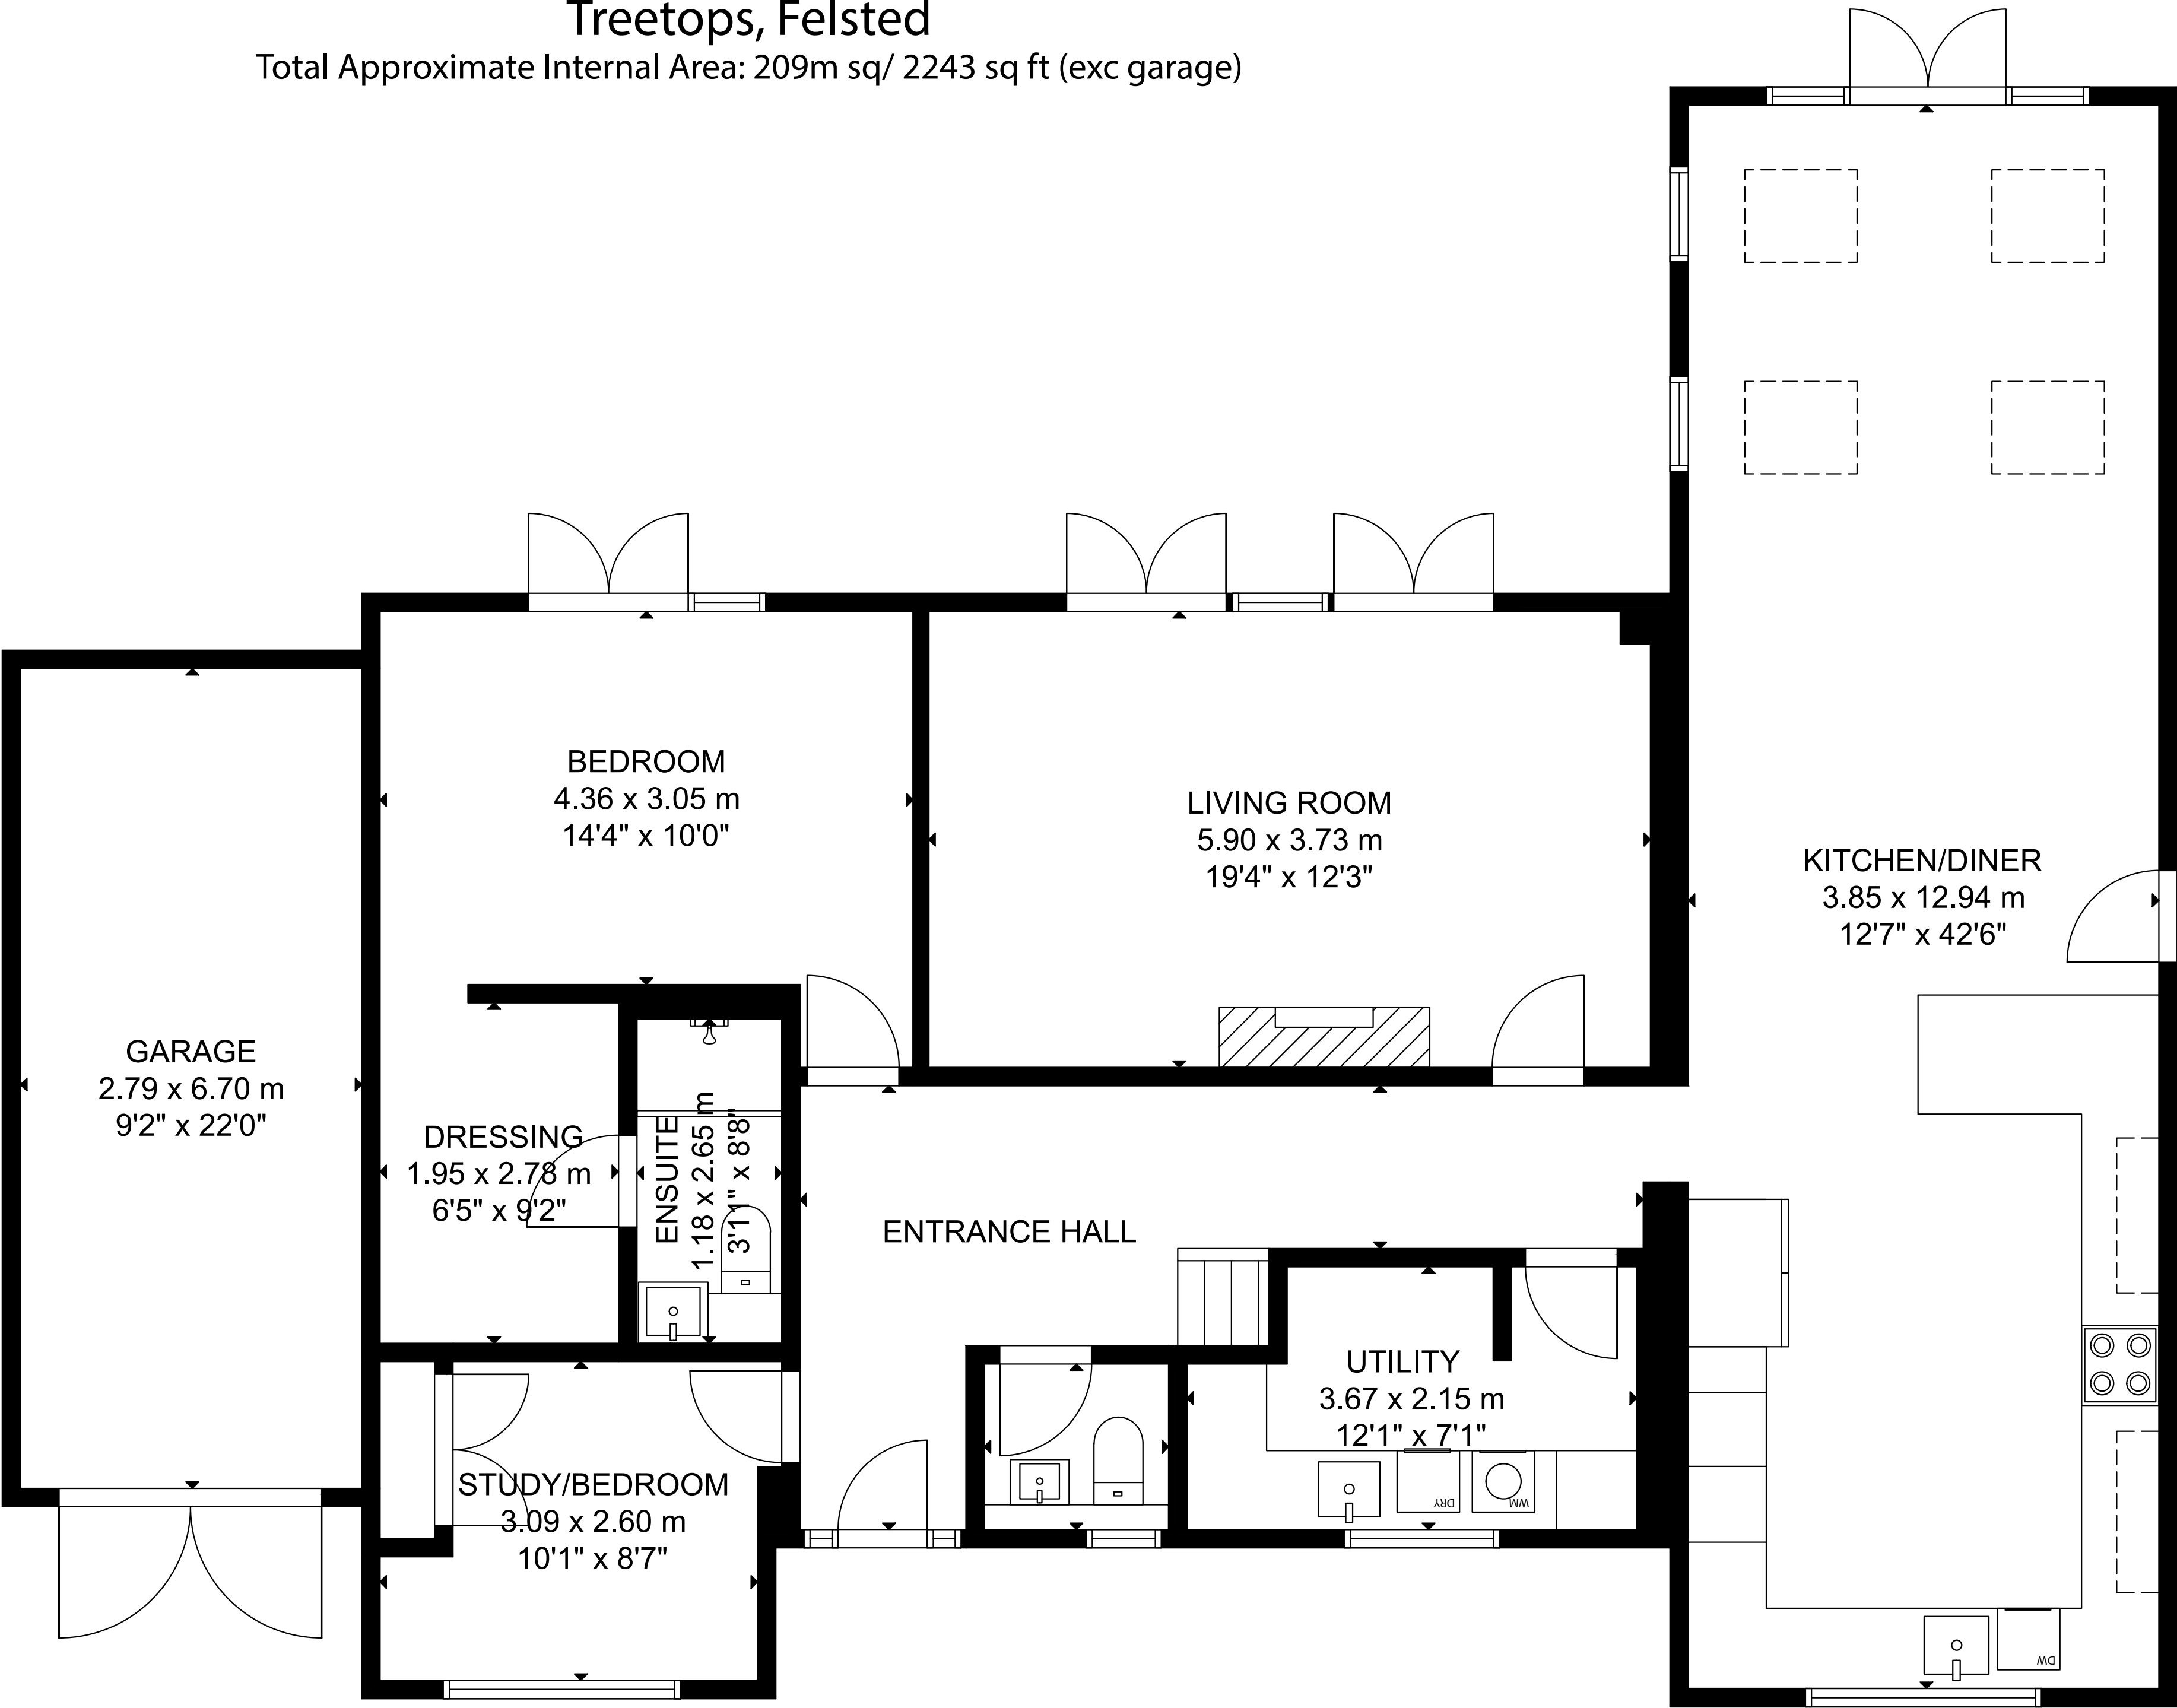 Treetops, Felsted
Total Approximate Internal Area: 209m sq/ 2243 sq ft (exc garage)
BEDROOM
4.36 x 3.05 m
14'4" x 10'0"
LIVING ROOM
5.90 x 3.73 m
19'4" x 12'3"
KITCHEN/DINER
3.85 x 12.94 m
12'7" x 42'6"
GARAGE
2.79 x 6.70 m
9'2" x 22'0"
DRESSING
1.95 x 2.78 m
6'5" x 9'2"
ENSUITE
1.18 x 2.65 m
3'11" x 8'8"
ENTRANCE HALL
UTILITY
3.67 x 2.15 m
12'1" x 7'1"
DRY
WM
STUDY/BEDROOM
3.09 x 2.60 m
10'1" x 8'7"
DW